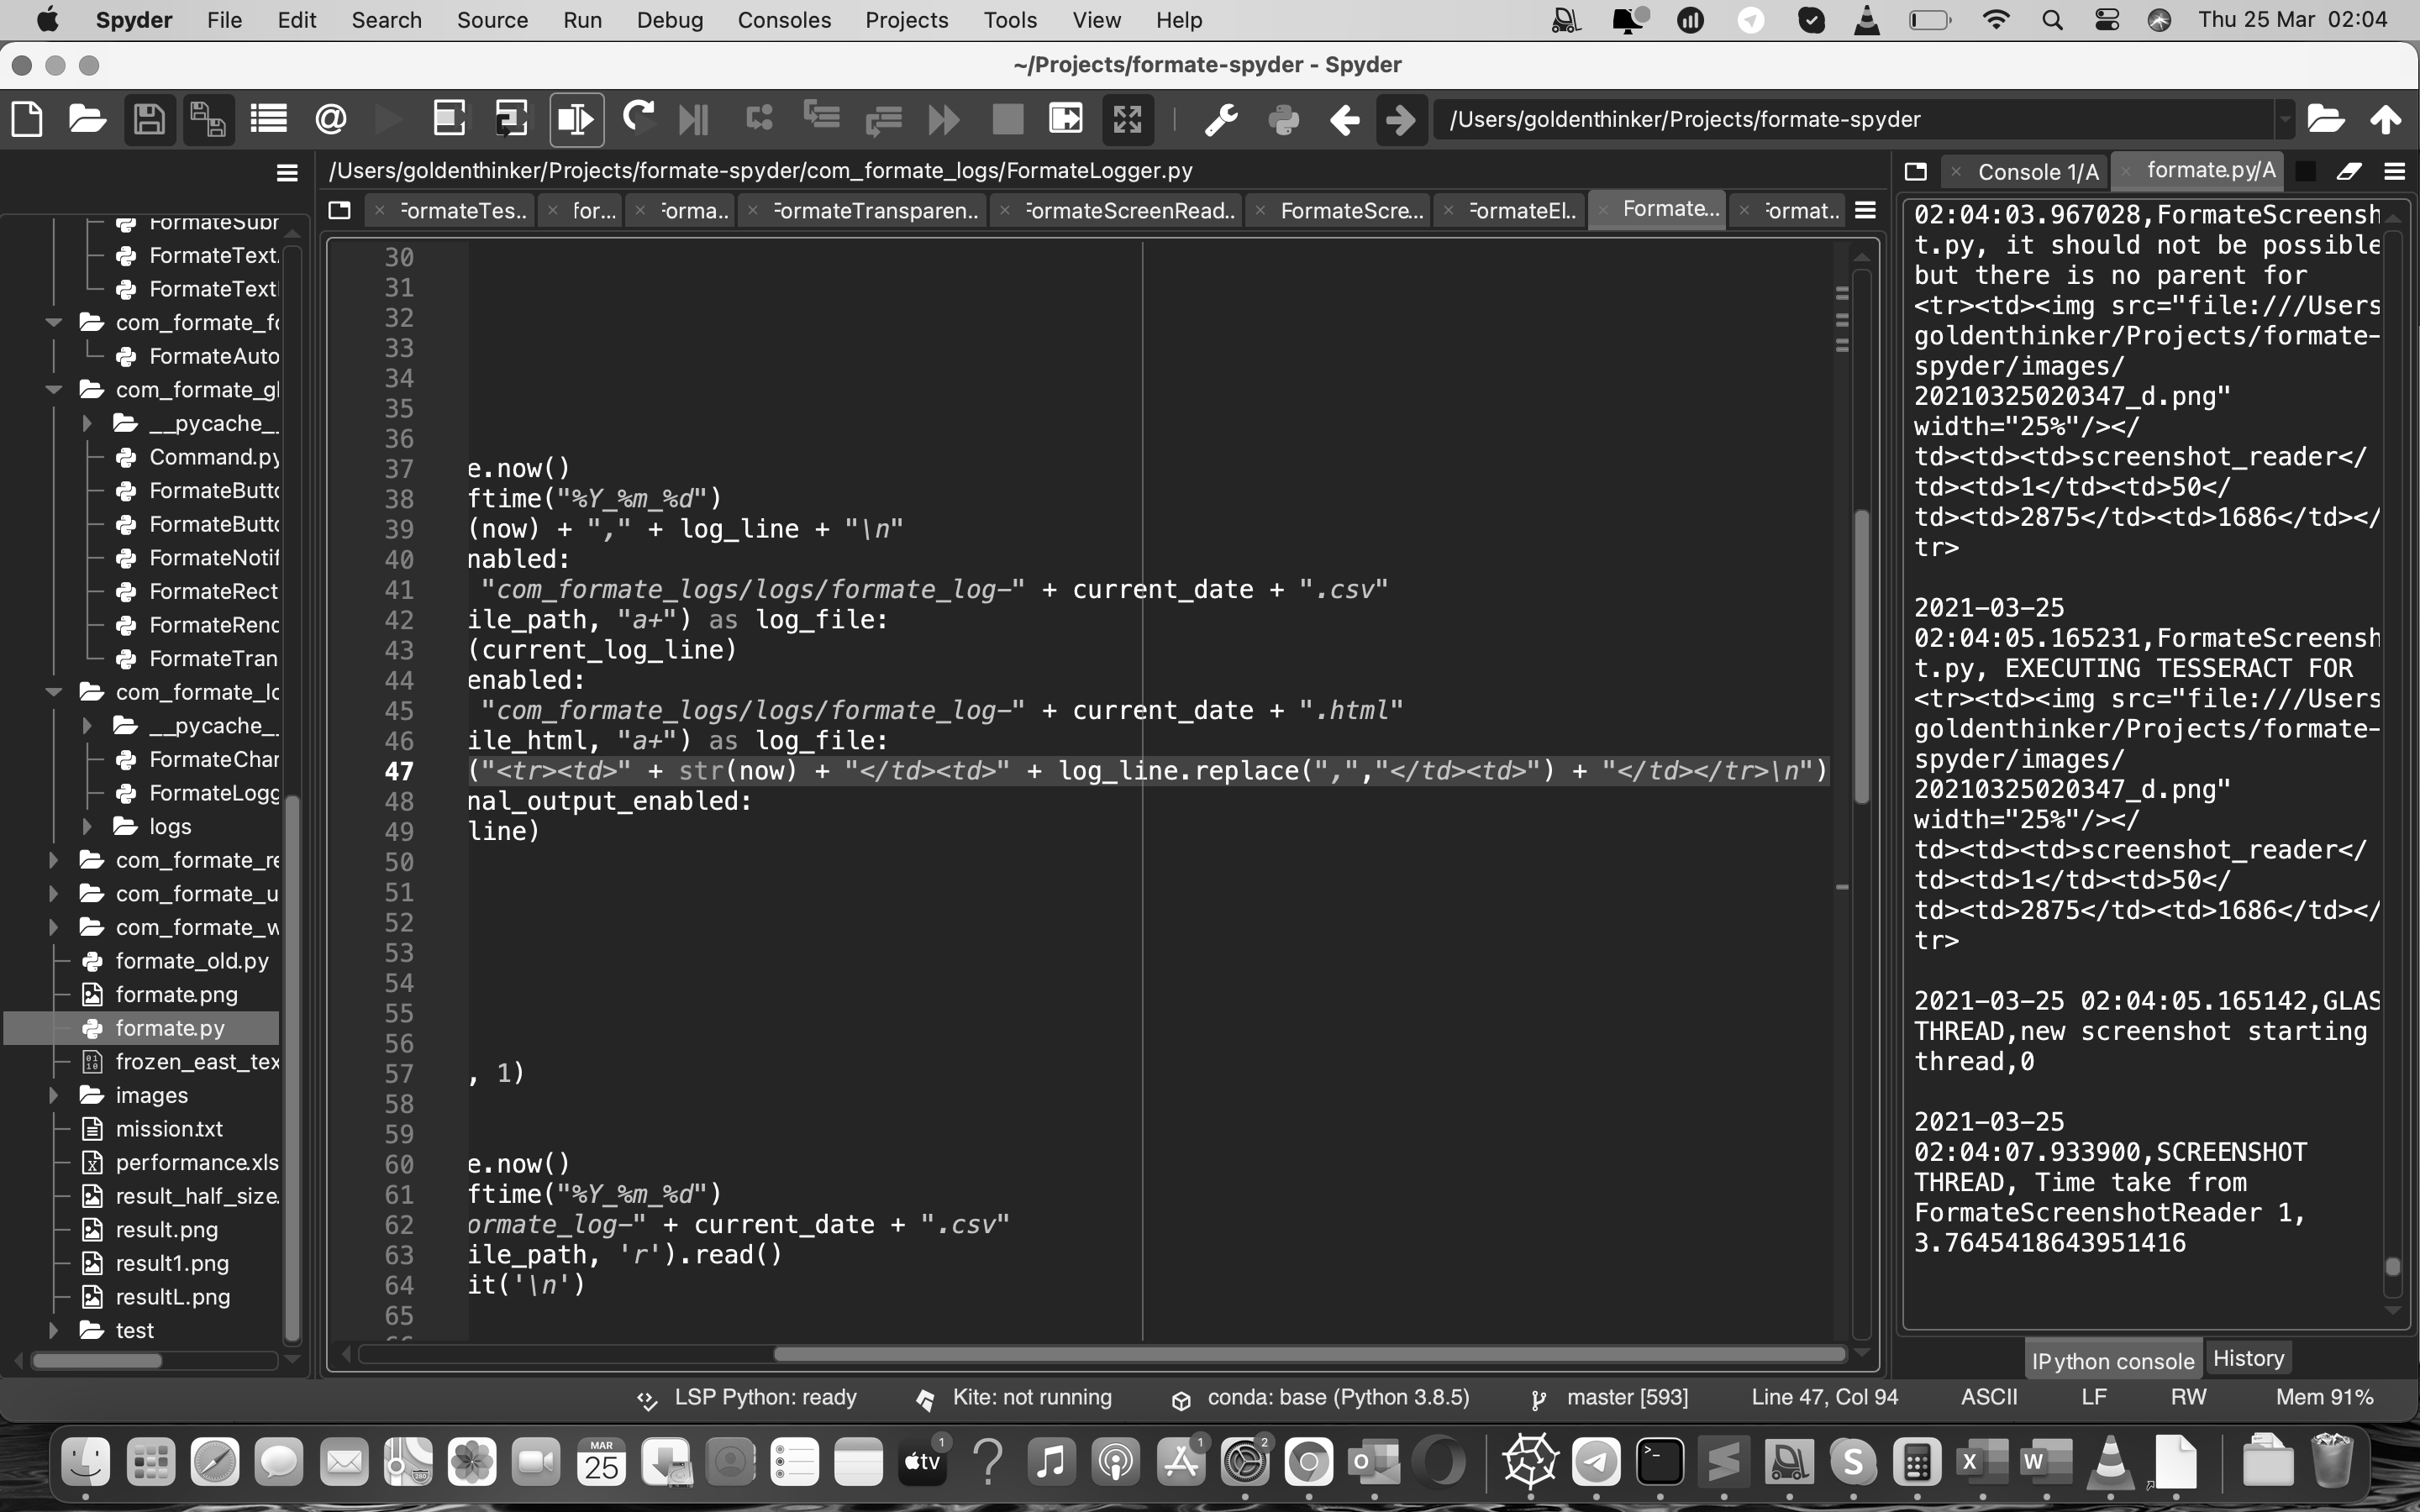 Spyder File Edit Search Source Run Debug Consoles Projects Tools View Help Thu 25 Mar 02:04
~/Projects/formate-spyder - Spyder
/Users/goldenthinker/Projects/formate-spyder
/Users/goldenthinker/Projects/formate-spyder/com_formate_logs/FormateLogger.py
FormateTes.. for... Forma.. FormateTransparen.. FormateScreenRead.. FormateScre... FormateEl.. Formate... Format..
Console 1/A formate.py/A
FormateSubr
FormateText.
FormateText
com_formate_fo
FormateAuto
com_formate_gl
__pycache__
Command.py
FormateButto
FormateButto
FormateNotif
FormateRect
FormateRend
FormateTran
com_formate_lo
__pycache__
FormateChar
FormateLogg
logs
com_formate_re
com_formate_u
com_formate_w
formate_old.py
formate.png
formate.py
frozen_east_tex
images
mission.txt
performance.xls
result_half_size.
result.png
result1.png
resultL.png
test
30
31
32
33
34
35
36
37 e.now()
38 ftime("%Y_%m_%d")
39 (now) + "," + log_line + "\n"
40 nabled:
41 "com_formate_logs/logs/formate_log-" + current_date + ".csv"
42 ile_path, "a+") as log_file:
43 (current_log_line)
44 enabled:
45 "com_formate_logs/logs/formate_log-" + current_date + ".html"
46 ile_html, "a+") as log_file:
47 ("<tr><td>" + str(now) + "</td><td>" + log_line.replace(",","</td><td>") + "</td></tr>\n")
48 nal_output_enabled:
49 line)
50
51
52
53
54
55
56
57 , 1)
58
59
60 e.now()
61 ftime("%Y_%m_%d")
62 ormate_log-" + current_date + ".csv"
63 ile_path, 'r').read()
64 it('\n')
65
02:04:03.967028,FormateScreensh
t.py, it should not be possible
but there is no parent for
<tr><td><img src="file:///Users
goldenthinker/Projects/formate-
spyder/images/
20210325020347_d.png"
width="25%"/></
td><td><td>screenshot_reader</
td><td>1</td><td>50</
td><td>2875</td><td>1686</td></
tr>
2021-03-25
02:04:05.165231,FormateScreensh
t.py, EXECUTING TESSERACT FOR
<tr><td><img src="file:///Users
goldenthinker/Projects/formate-
spyder/images/
20210325020347_d.png"
width="25%"/></
td><td><td>screenshot_reader</
td><td>1</td><td>50</
td><td>2875</td><td>1686</td></
tr>
2021-03-25 02:04:05.165142,GLAS
THREAD,new screenshot starting
thread,0
2021-03-25
02:04:07.933900,SCREENSHOT
THREAD, Time take from
FormateScreenshotReader 1,
3.7645418643951416
IPython console History
LSP Python: ready Kite: not running conda: base (Python 3.8.5) master [593] Line 47, Col 94 ASCII LF RW Mem 91%
MAR
25
tv
1
1
2